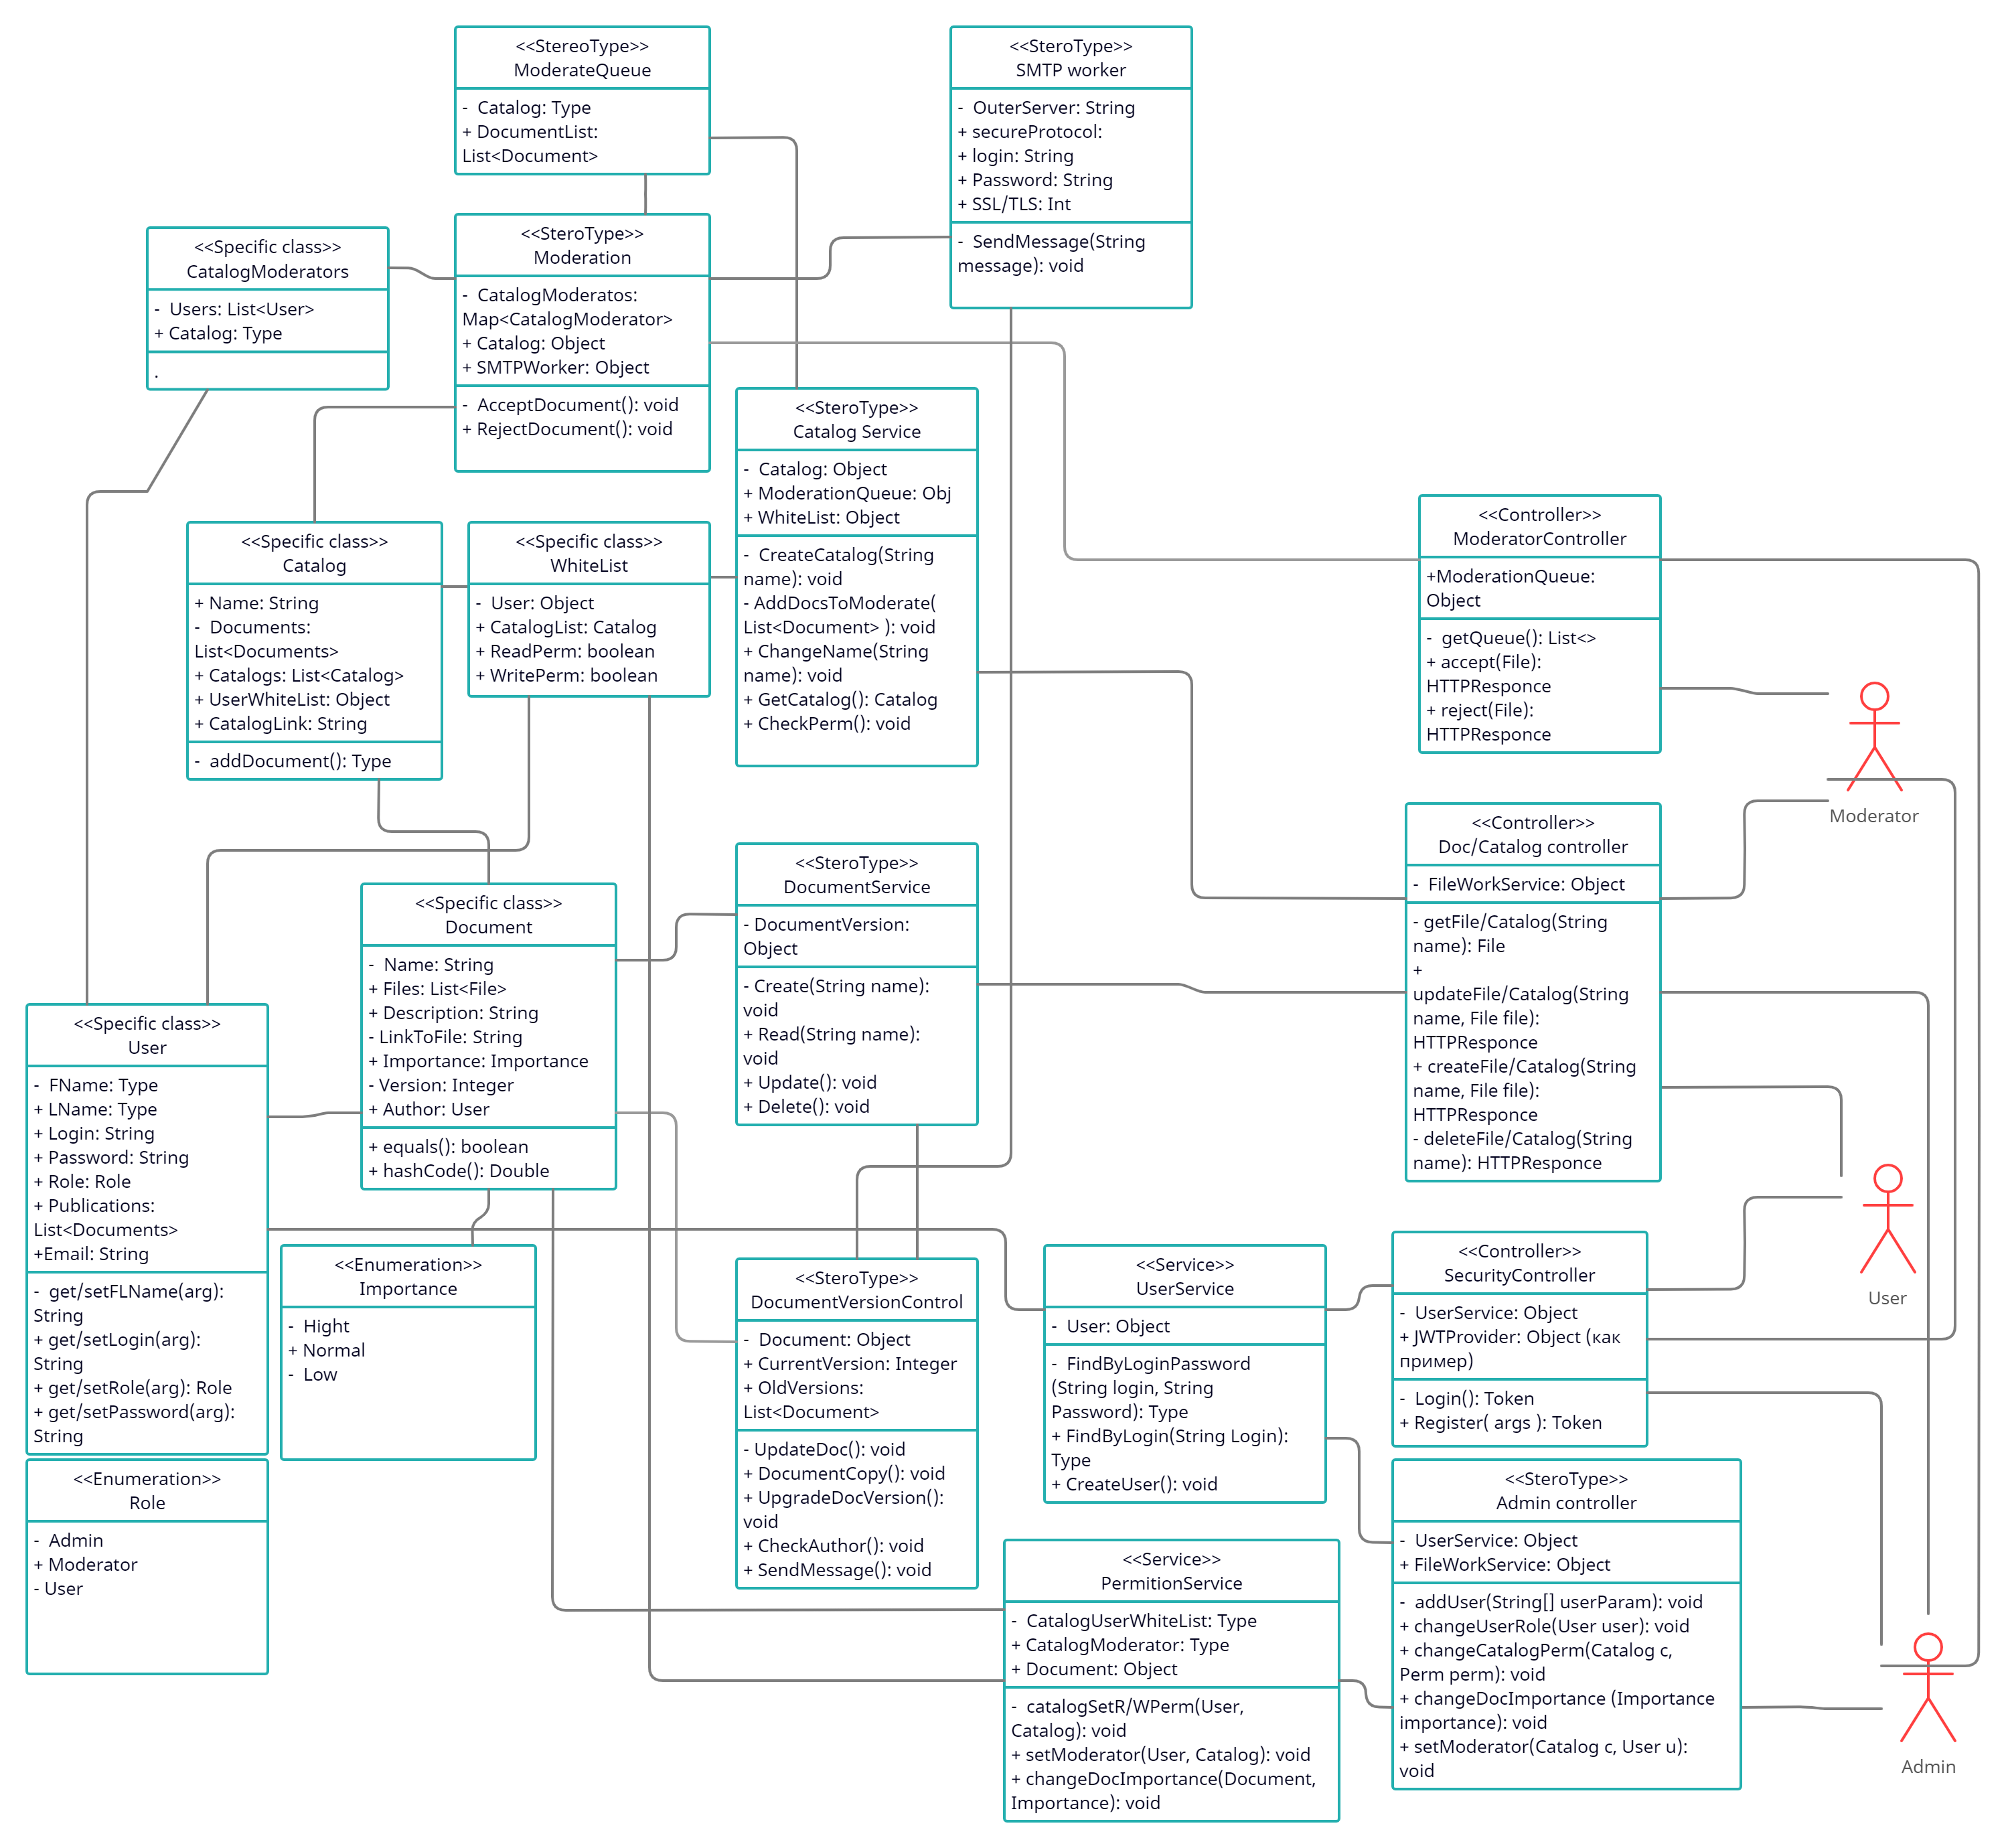 <<StereoType>>
ModerateQueue
-  Catalog: Type
+ DocumentList:
List<Document>
<<SteroType>>
SMTP worker
-  OuterServer: String
+ secureProtocol:
+ login: String
+ Password: String
+ SSL/TLS: Int
-  SendMessage(String
message): void
<<Specific class>>
CatalogModerators
-  Users: List<User>
+ Catalog: Type
.
<<SteroType>>
Moderation
-  CatalogModeratos:
Map<CatalogModerator>
+ Catalog: Object
+ SMTPWorker: Object
-  AcceptDocument(): void
+ RejectDocument(): void
<<SteroType>>
Catalog Service
-  Catalog: Object
+ ModerationQueue: Obj
+ WhiteList: Object
-  CreateCatalog(String
name): void
- AddDocsToModerate(
List<Document> ): void
+ ChangeName(String
name): void
+ GetCatalog(): Catalog
+ CheckPerm(): void
<<Specific class>>
Catalog
+ Name: String
-  Documents:
List<Documents>
+ Catalogs: List<Catalog>
+ UserWhiteList: Object
+ CatalogLink: String
-  addDocument(): Type
<<Specific class>>
WhiteList
-  User: Object
+ CatalogList: Catalog
+ ReadPerm: boolean
+ WritePerm: boolean
<<Controller>>
ModeratorController
+ModerationQueue:
Object
-  getQueue(): List<>
+ accept(File):
HTTPResponce
+ reject(File):
HTTPResponce
Moderator
<<Controller>>
Doc/Catalog controller
-  FileWorkService: Object
- getFile/Catalog(String
name): File
+
updateFile/Catalog(String
name, File file):
HTTPResponce
+ createFile/Catalog(String
name, File file):
HTTPResponce
- deleteFile/Catalog(String
name): HTTPResponce
<<SteroType>>
DocumentService
- DocumentVersion:
Object
- Create(String name):
void
+ Read(String name):
void
+ Update(): void
+ Delete(): void
<<Specific class>>
Document
-  Name: String
+ Files: List<File>
+ Description: String
- LinkToFile: String
+ Importance: Importance
- Version: Integer
+ Author: User
+ equals(): boolean
+ hashCode(): Double
<<Specific class>>
User
-  FName: Type
+ LName: Type
+ Login: String
+ Password: String
+ Role: Role
+ Publications:
List<Documents>
+Email: String
-  get/setFLName(arg):
String
+ get/setLogin(arg):
String
+ get/setRole(arg): Role
+ get/setPassword(arg):
String
<<Enumeration>>
Importance
-  Hight
+ Normal
-  Low
<<Enumeration>>
Role
-  Admin
+ Moderator
- User
<<SteroType>>
DocumentVersionControl
-  Document: Object
+ CurrentVersion: Integer
+ OldVersions:
List<Document>
- UpdateDoc(): void
+ DocumentCopy(): void
+ UpgradeDocVersion():
void
+ CheckAuthor(): void
+ SendMessage(): void
<<Service>>
UserService
-  User: Object
-  FindByLoginPassword
(String login, String
Password): Type
+ FindByLogin(String Login):
Type
+ CreateUser(): void
<<Controller>>
SecurityController
-  UserService: Object
+ JWTProvider: Object (как
пример)
-  Login(): Token
+ Register( args ): Token
User
<<Service>>
PermitionService
-  CatalogUserWhiteList: Type
+ CatalogModerator: Type
+ Document: Object
-  catalogSetR/WPerm(User,
Catalog): void
+ setModerator(User, Catalog): void
+ changeDocImportance(Document,
Importance): void
<<SteroType>>
Admin controller
-  UserService: Object
+ FileWorkService: Object
-  addUser(String[] userParam): void
+ changeUserRole(User user): void
+ changeCatalogPerm(Catalog c,
Perm perm): void
+ changeDocImportance (Importance
importance): void
+ setModerator(Catalog c, User u):
void
Admin